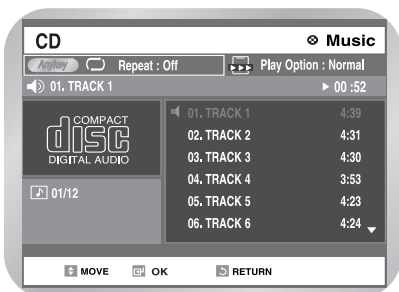 CD Music
Anykey Repeat : Off Play Option : Normal
01. TRACK 1 00 :52
COMPACT
disc
DIGITAL AUDIO
01/12
01. TRACK 1 4:39
02. TRACK 2 4:31
03. TRACK 3 4:30
04. TRACK 4 3:53
05. TRACK 5 4:23
06. TRACK 6 4:24
MOVE OK RETURN